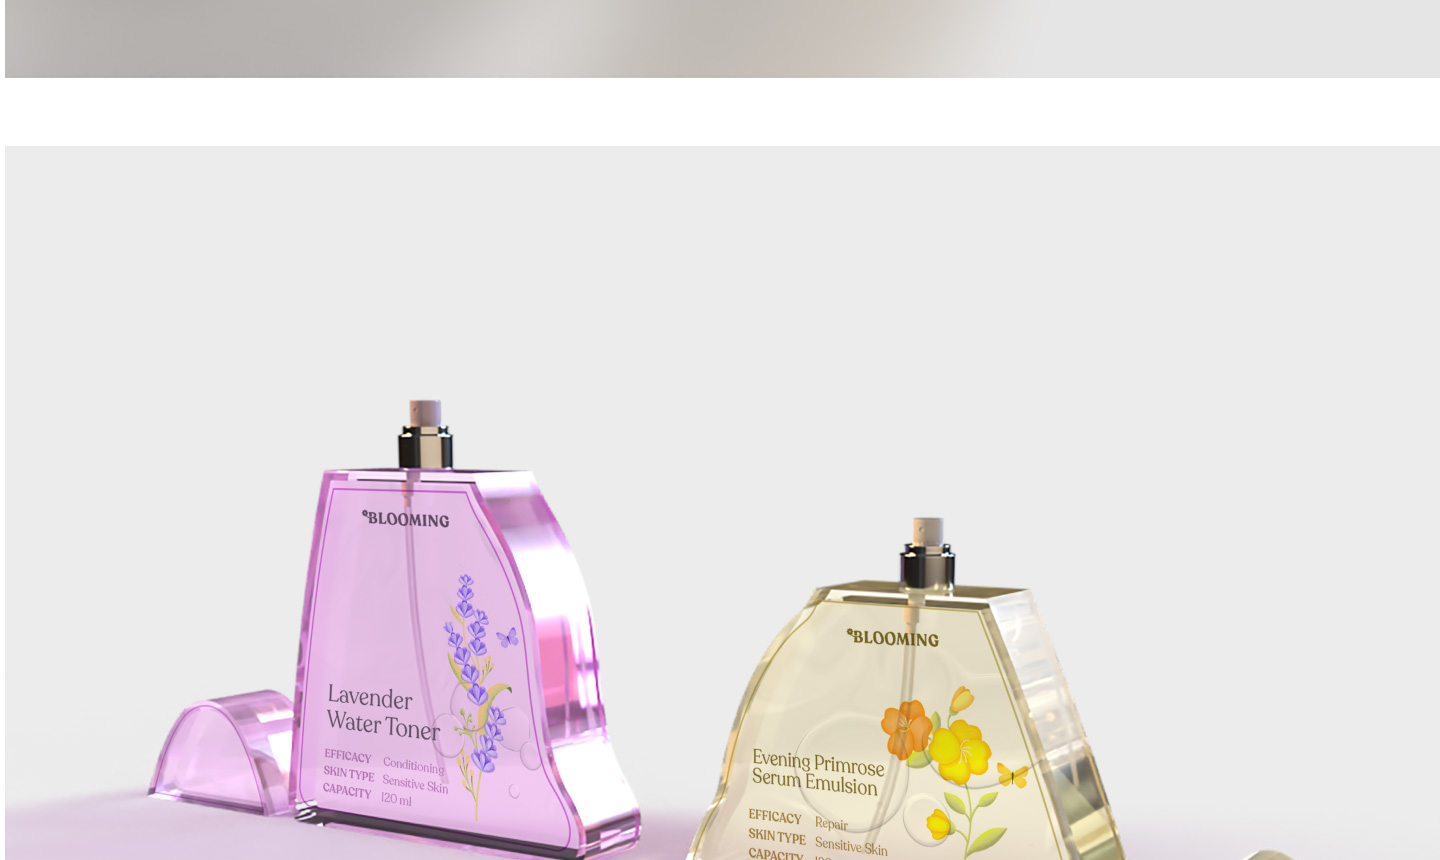 BLOOMING
Lavender
Water Toner
EFFICACY Conditioning
SKIN TYPE Sensitive Skin
CAPACITY 120 ml
BLOOMING
Evening Primrose
Serum Emulsion
EFFICACY Repair
SKIN TYPE Sensitive Skin
CAPACITY